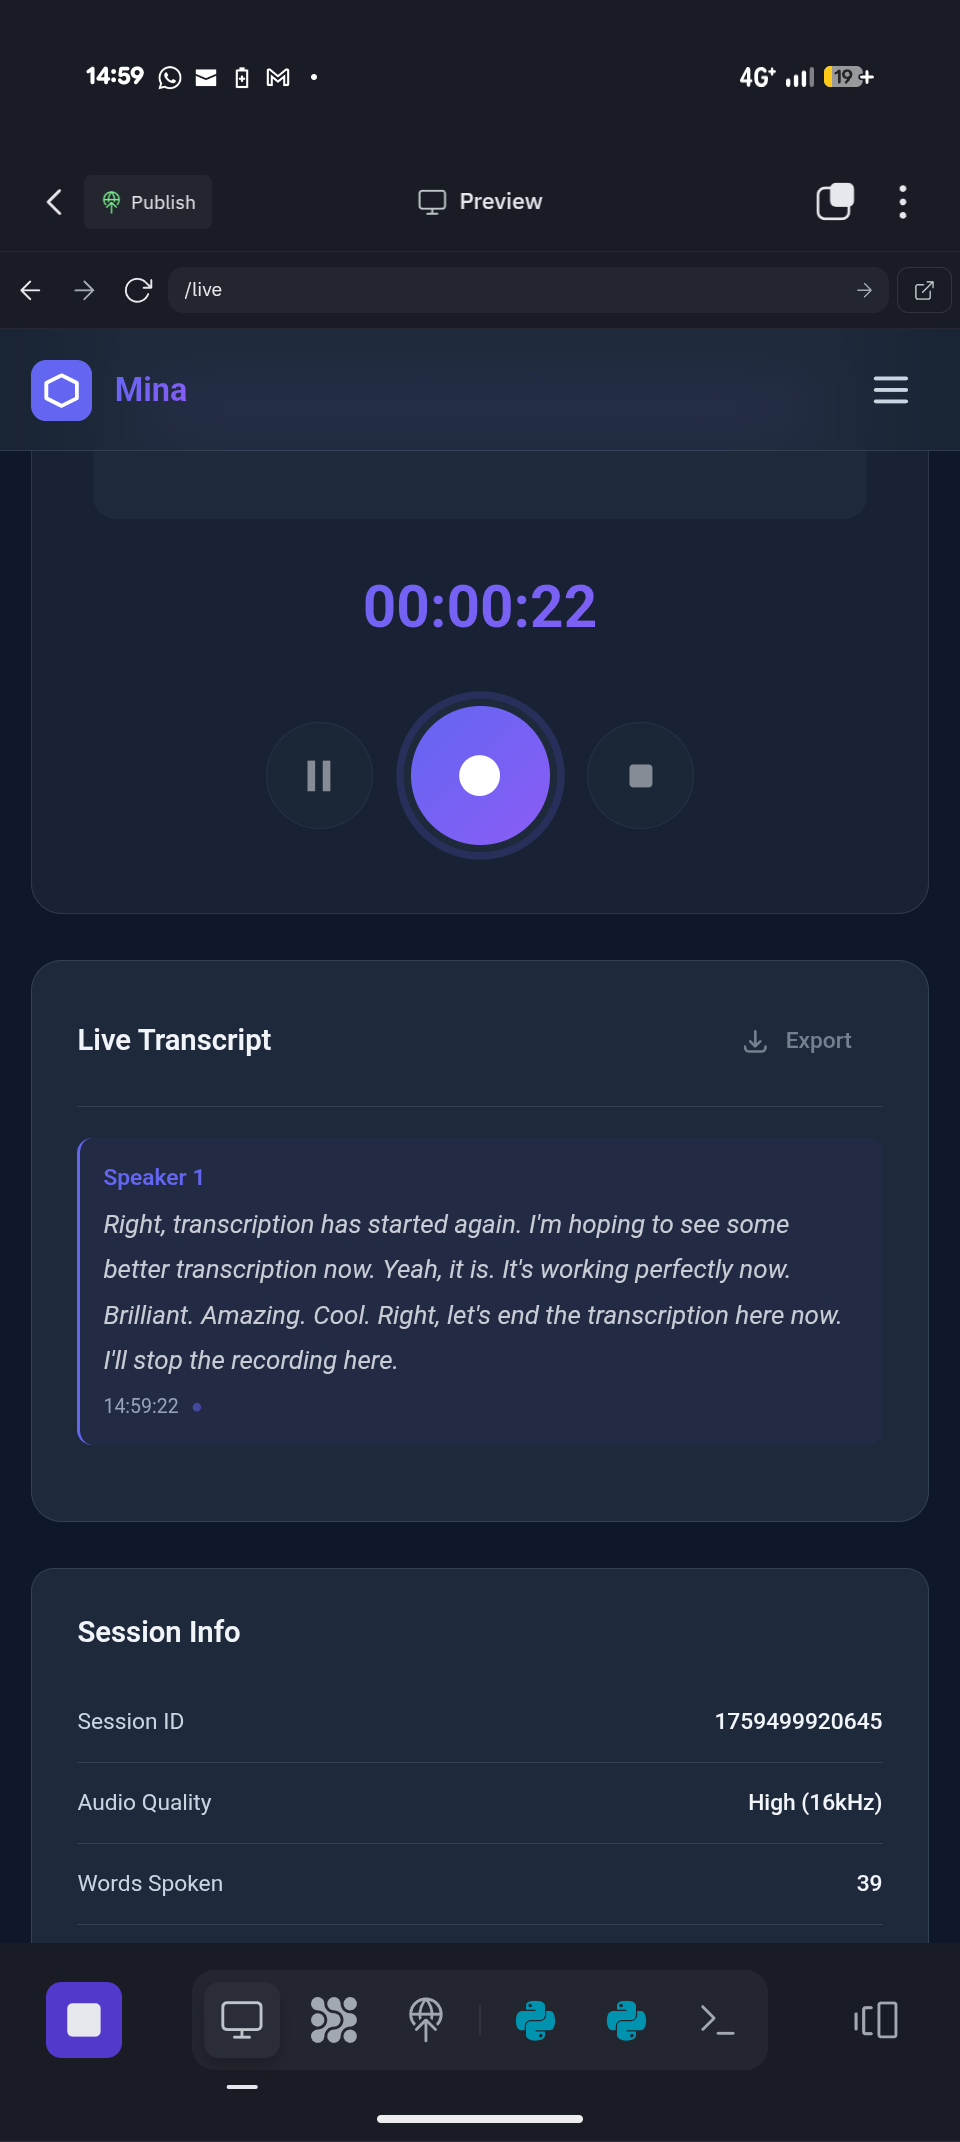 14:59
4G+
19
Publish
Preview
/live
Mina
00:00:22
Live Transcript
Export
Speaker 1
Right, transcription has started again. I'm hoping to see some
better transcription now. Yeah, it is. It's working perfectly now.
Brilliant. Amazing. Cool. Right, let's end the transcription here now.
I'll stop the recording here.
14:59:22
Session Info
Session ID
1759499920645
Audio Quality
High (16kHz)
Words Spoken
39